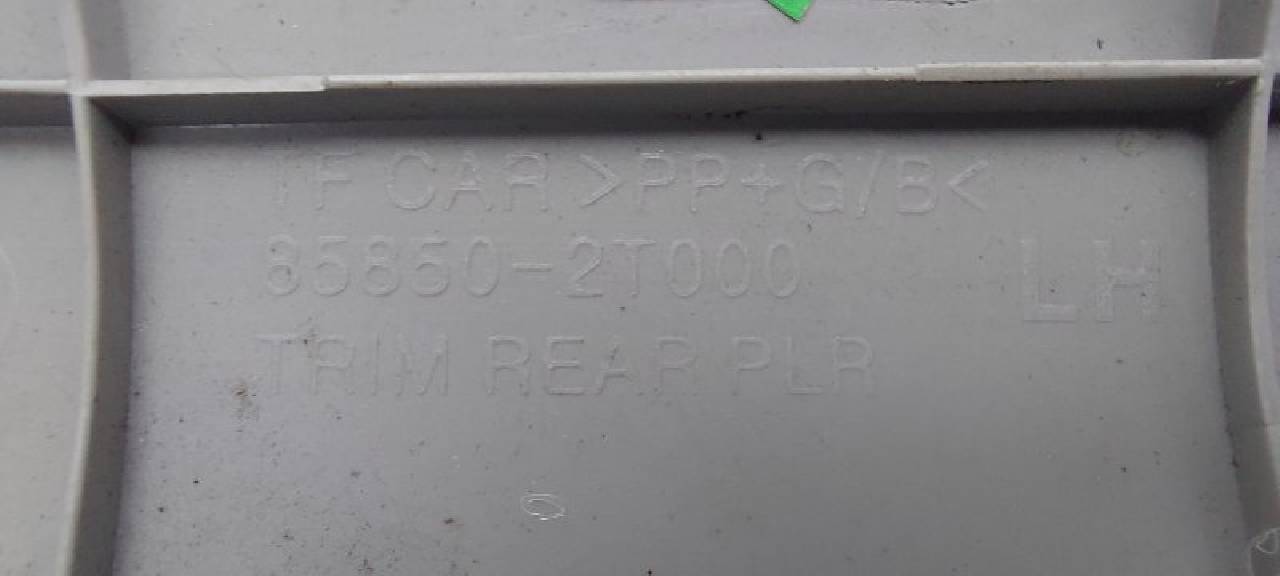 TF CAR >PP+G/B<
85850-2T000
LH
TRIM REAR PLR